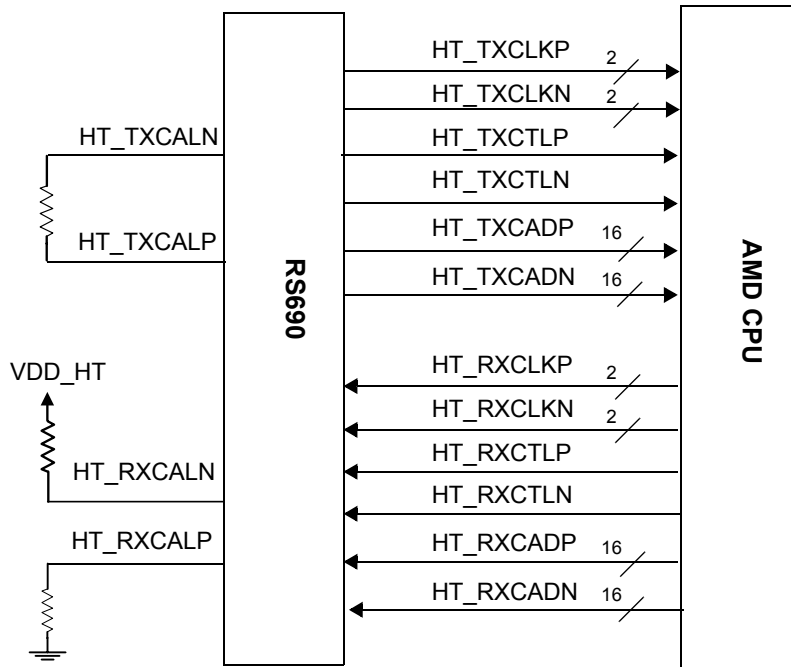 HT_TXCLKP 2
HT_TXCLKN 2
HT_TXCALN
HT_TXCTLP
HT_TXCTLN
HT_TXCALP
HT_TXCADP 16
HT_TXCADN 16
RS690
AMD CPU
VDD_HT
HT_RXCLKP 2
HT_RXCLKN 2
HT_RXCALN
HT_RXCTLP
HT_RXCTLN
HT_RXCALP
HT_RXCADP 16
HT_RXCADN 16